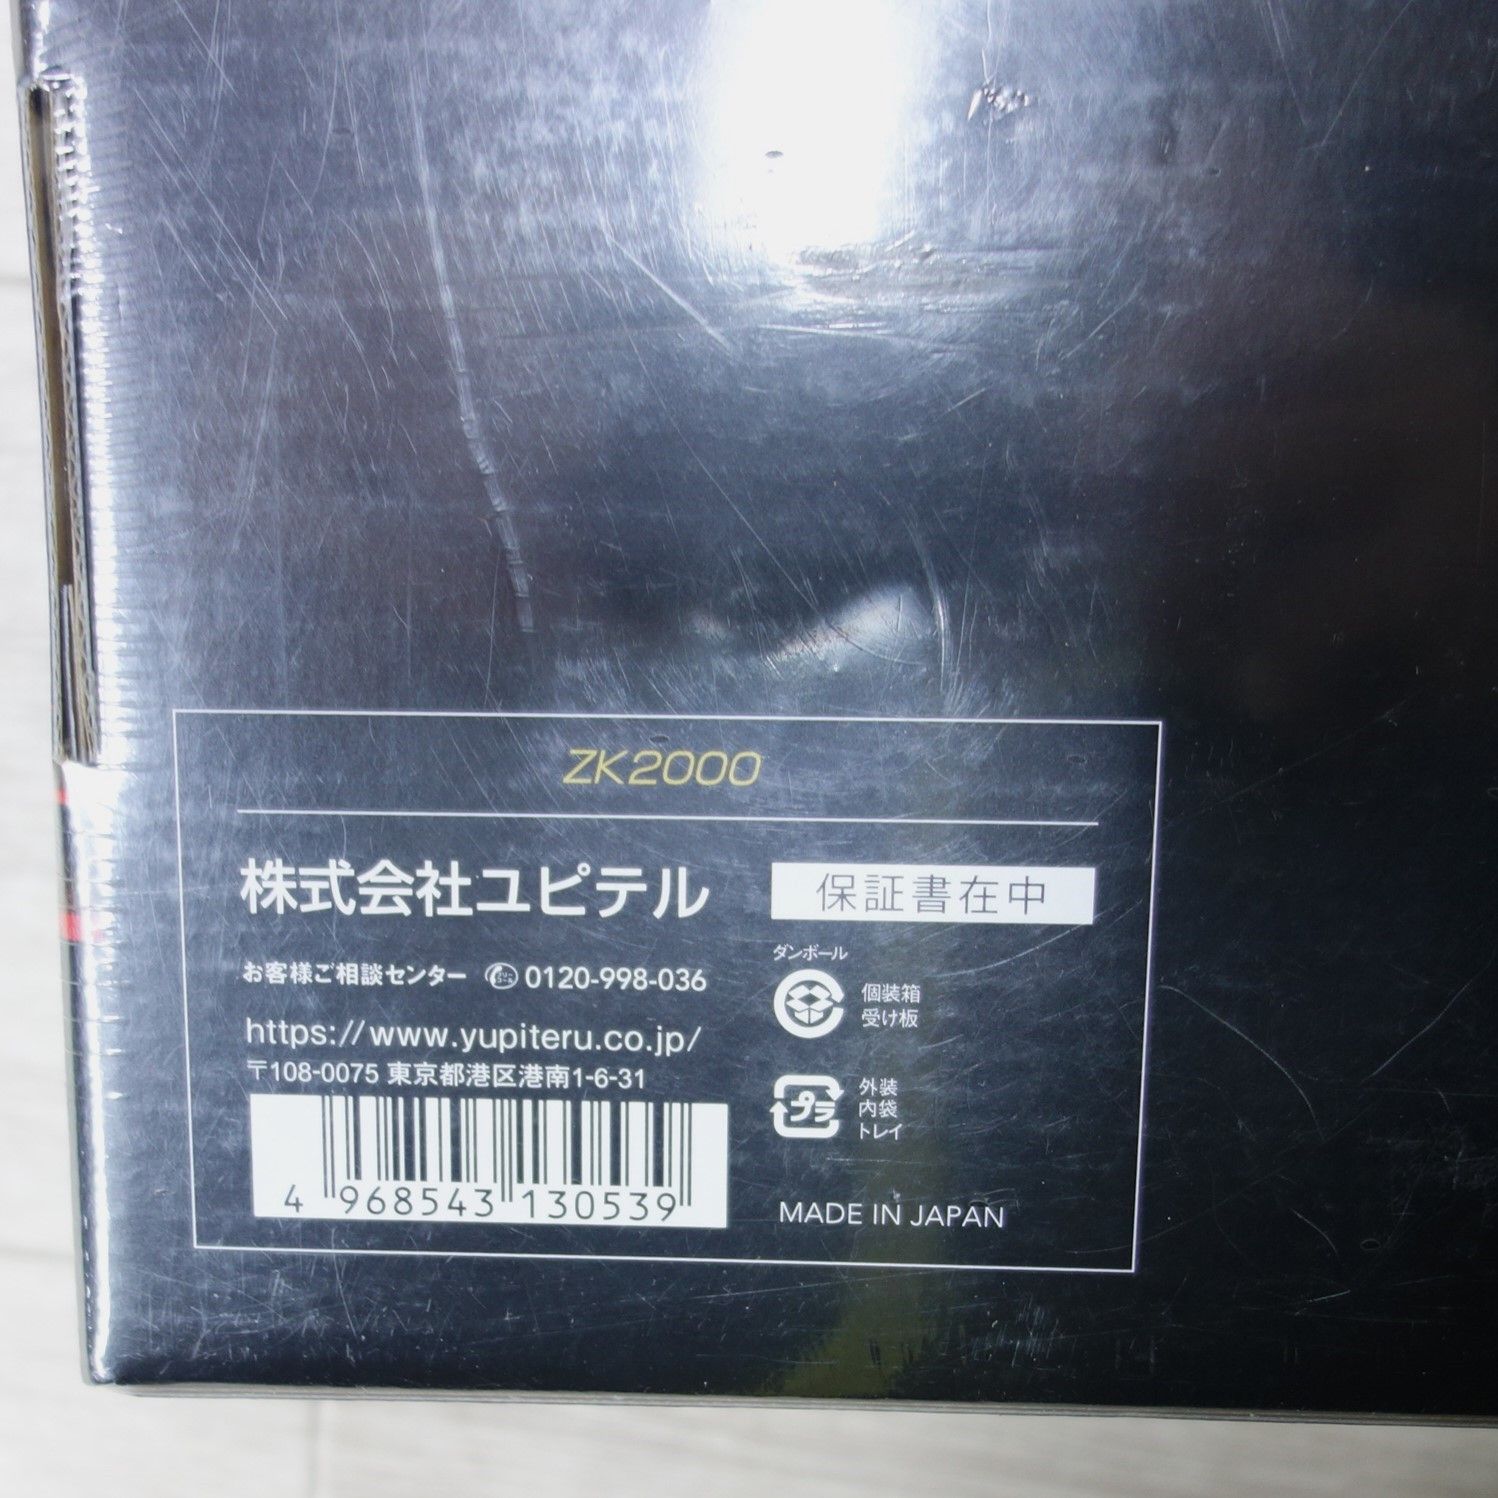 ZK2000
株式会社ユピテル
保証書在中
お客様ご相談センター 0120-998-036
https://www.yupiteru.co.jp/
〒108-0075 東京都港区港南1-6-31
4 968543 130539
ダンボール
個装箱
受け板
プラ
外装
内袋
トレイ
MADE IN JAPAN